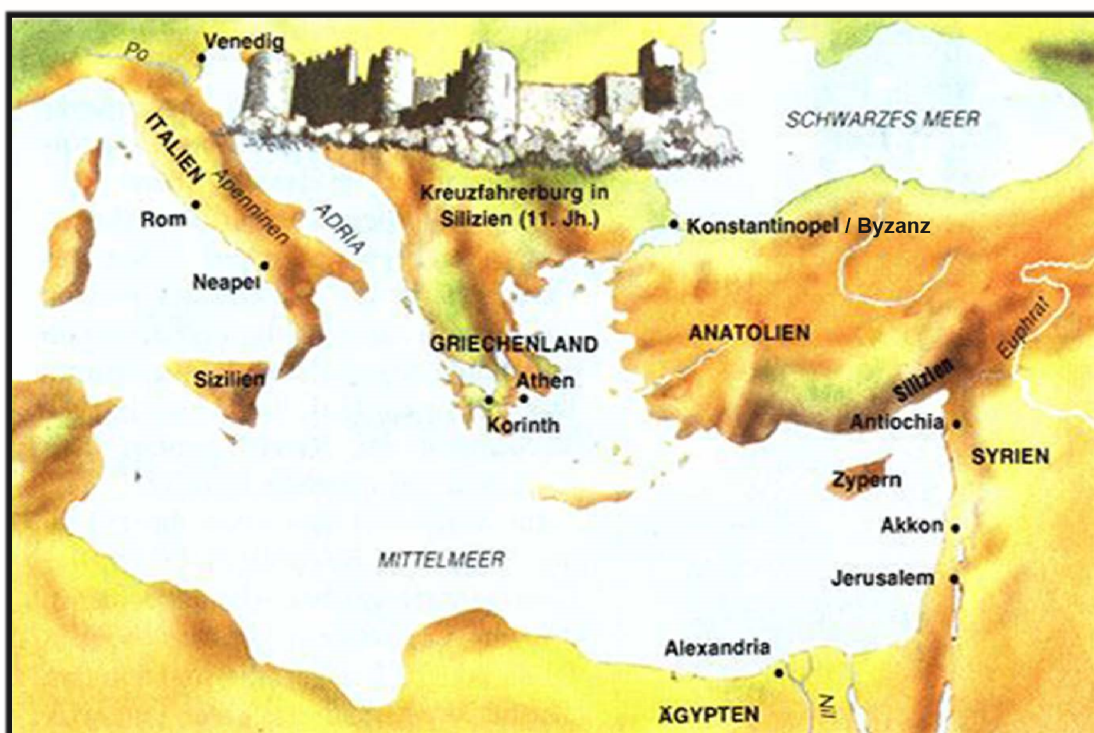 Po
Venedig
SCHWARZES MEER
ITALIEN
Apenninen
ADRIA
Kreuzfahrerburg in
Silizien (11. Jh.)
Rom
Konstantinopel / Byzanz
Neapel
Euphrat
GRIECHENLAND
ANATOLIEN
Sizilien
Athen
Silizien
Korinth
Antiochia
SYRIEN
Zypern
Akkon
MITTELMEER
Jerusalem
Alexandria
ÄGYPTEN
Nil